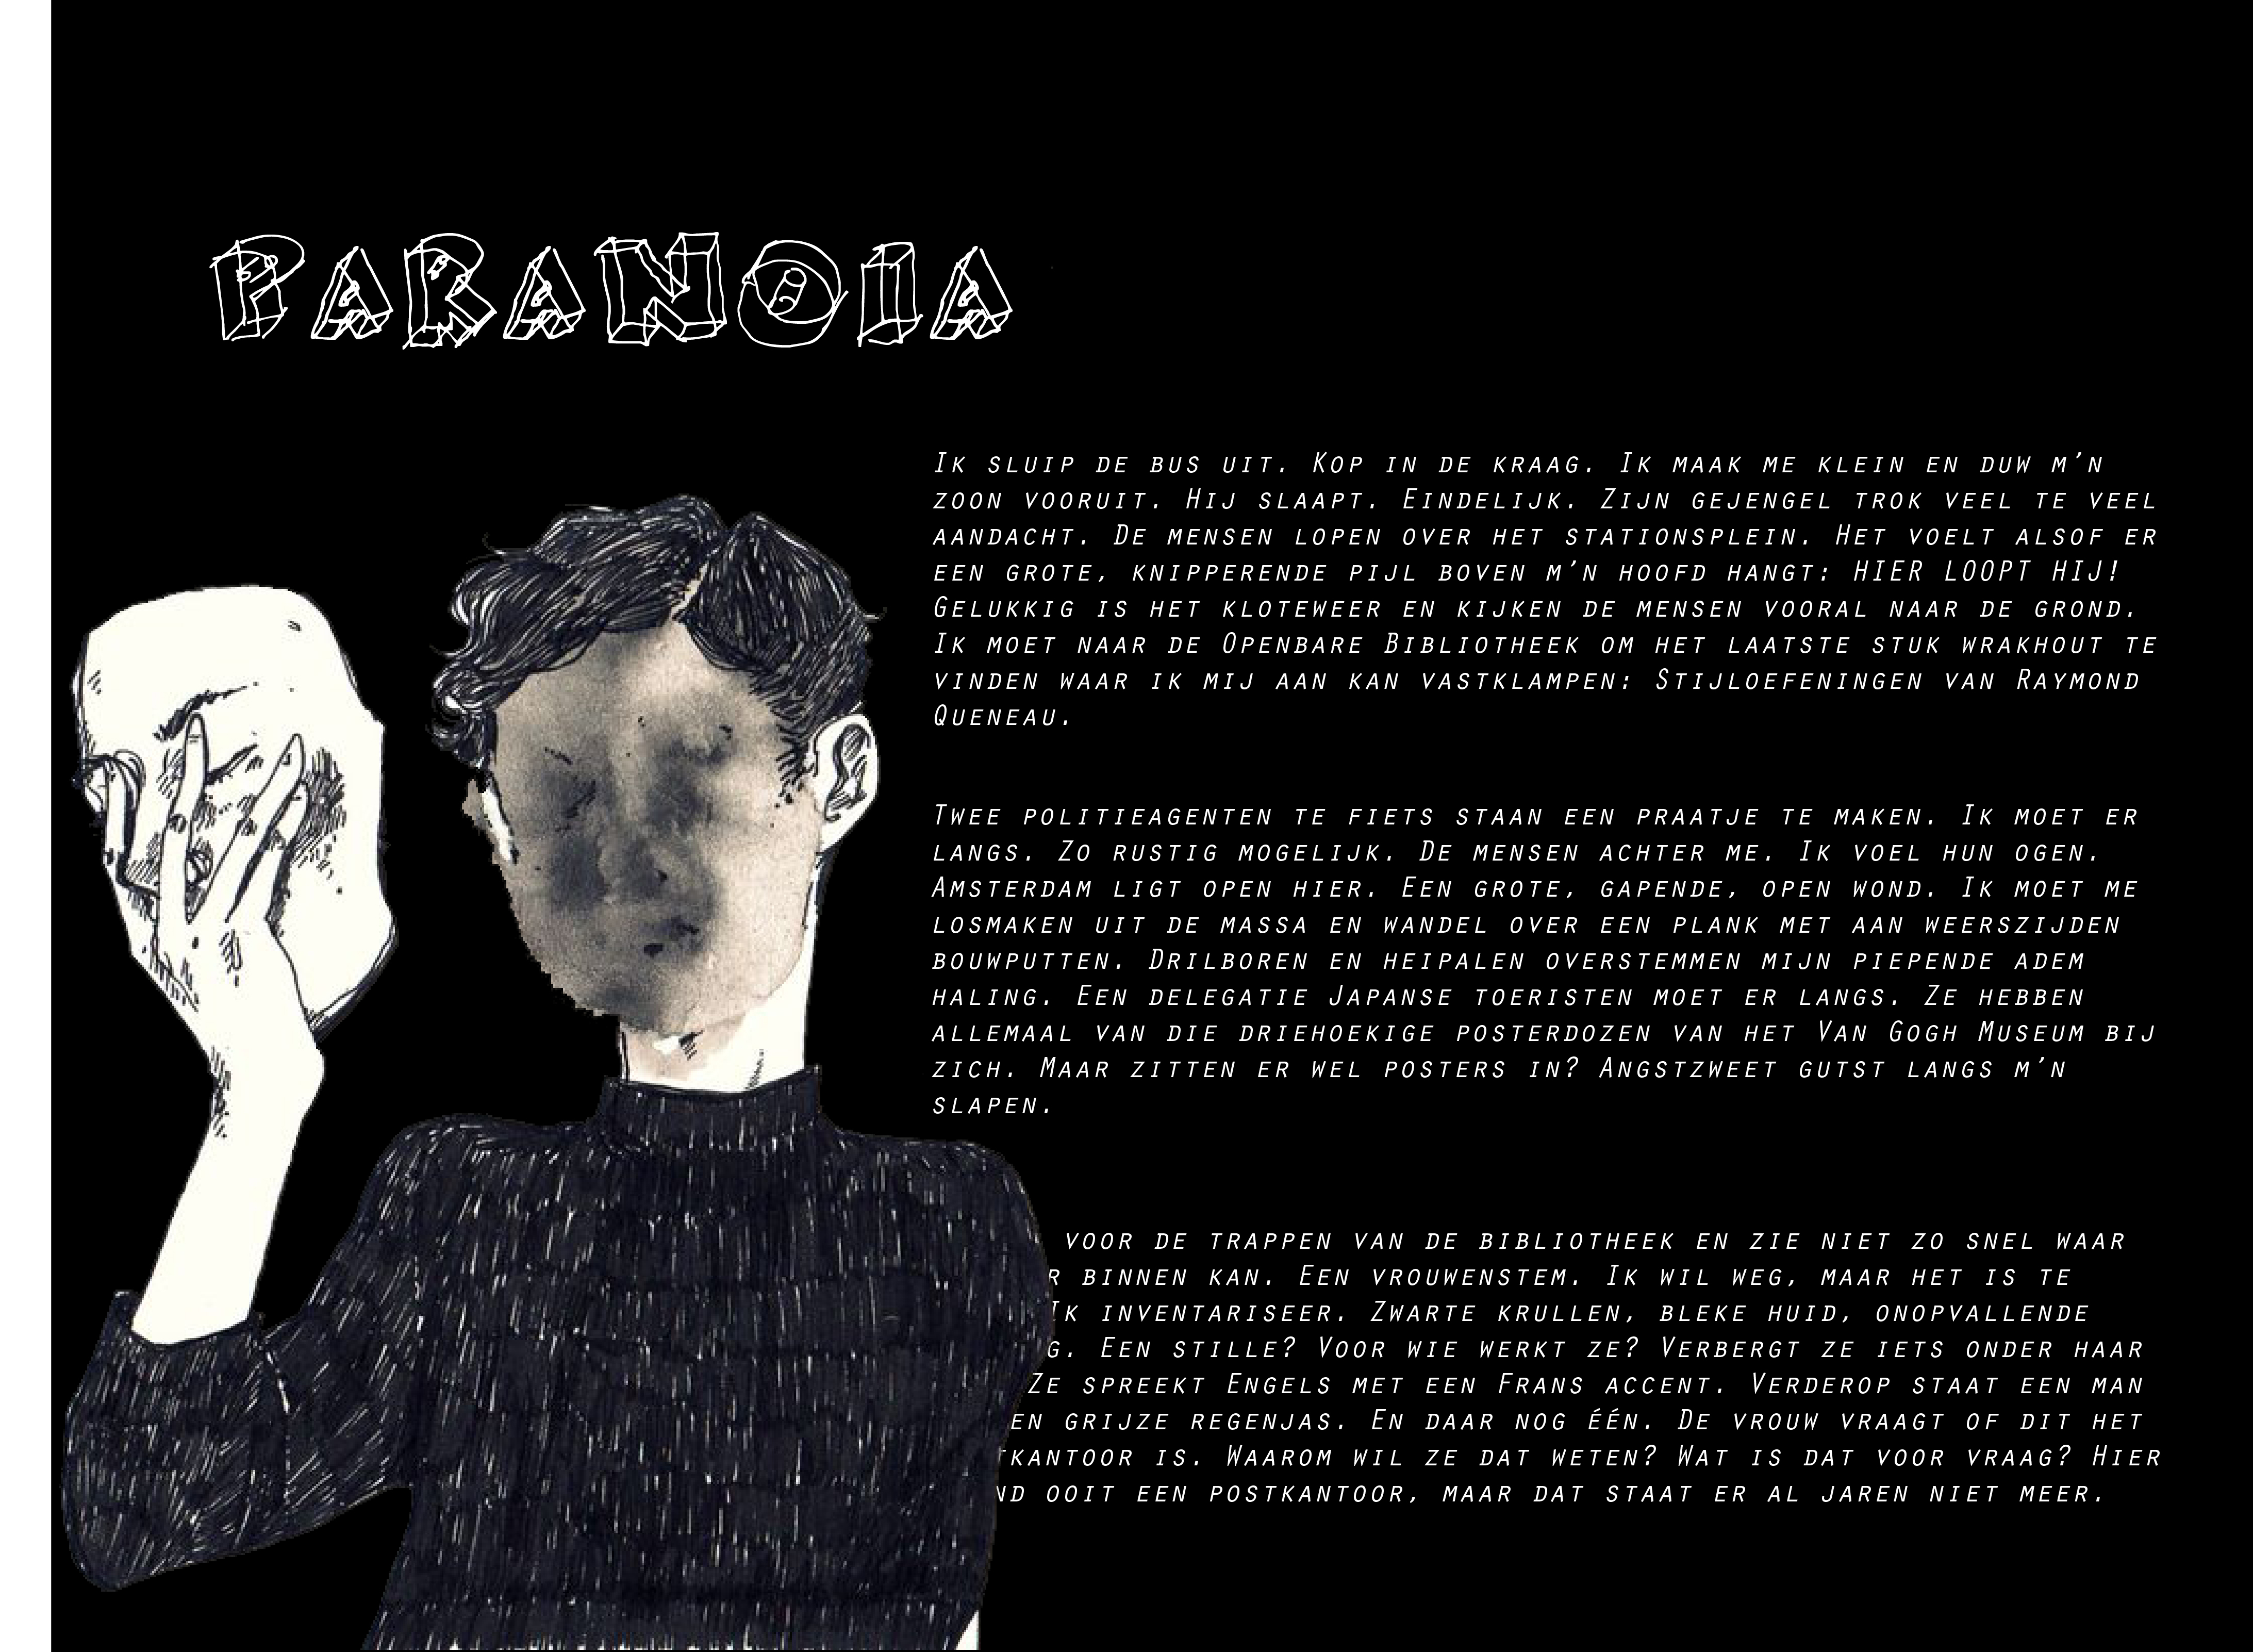 PARANOIA
Ik sluip de bus uit. Kop in de kraag. Ik maak me klein en duw m'n
zoon vooruit. Hij slaapt. Eindelijk. Zijn gejengel trok veel te veel
aandacht. De mensen lopen over het stationsplein. Het voelt alsof er
een grote, knipperende pijl boven m'n hoofd hangt: HIER LOOPT HIJ!
Gelukkig is het kloteweer en kijken de mensen vooral naar de grond.
Ik moet naar de Openbare Bibliotheek om het laatste stuk wrakhout te
vinden waar ik mij aan kan vastklampen: Stijloefeningen van Raymond
Queneau.
Twee politieagenten te fiets staan een praatje te maken. Ik moet er
langs. Zo rustig mogelijk. De mensen achter me. Ik voel hun ogen.
Amsterdam ligt open hier. Een grote, gapende, open wond. Ik moet me
losmaken uit de massa en wandel over een plank met aan weerszijden
bouwputten. Drilboren en heipalen overstemmen mijn piepende adem
haling. Een delegatie Japanse toeristen moet er langs. Ze hebben
allemaal van die driehoekige posterdozen van het Van Gogh Museum bij
zich. Maar zitten er wel posters in? Angstzweet gutst langs m'n
slapen.
voor de trappen van de bibliotheek en zie niet zo snel waar
binnen kan. Een vrouwenstem. Ik wil weg, maar het is te
Ik inventariseer. Zwarte krullen, bleke huid, onopvallende
Een stille? Voor wie werkt ze? Verbergt ze iets onder haar
Ze spreekt Engels met een Frans accent. Verderop staat een man
en grijze regenjas. En daar nog één. De vrouw vraagt of dit het
tkantoor is. Waarom wil ze dat weten? Wat is dat voor vraag? Hier
nd ooit een postkantoor, maar dat staat er al jaren niet meer.